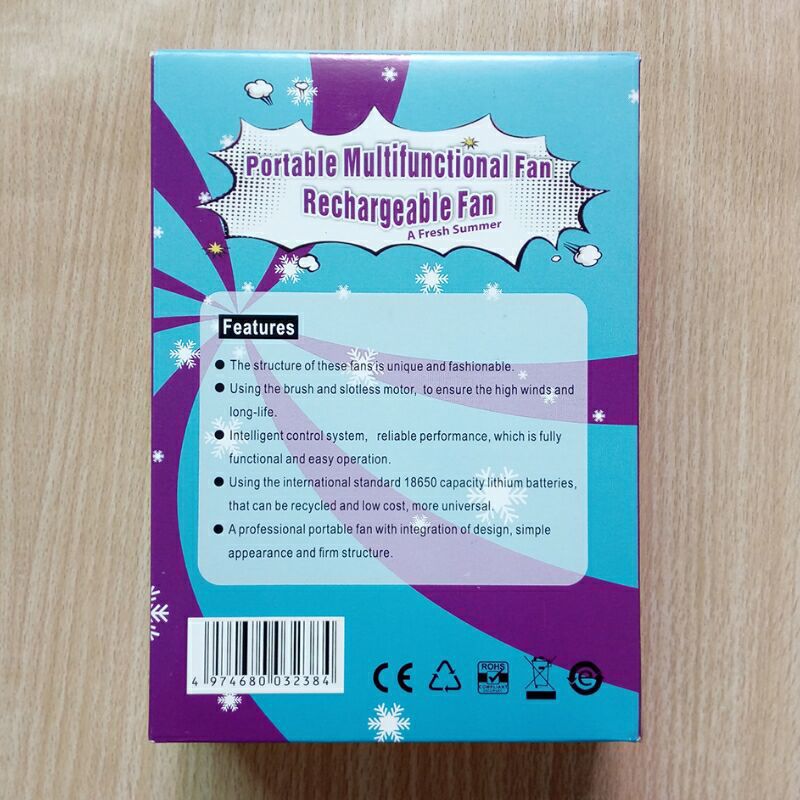 Portable Multifunctional Fan
Rechargeable Fan
A Fresh Summer
Features
The structure of these fans is unique and fashionable.
Using the brush and slotless motor, to ensure the high winds and
long-life.
Intelligent control system, reliable performance, which is fully
functional and easy operation.
Using the international standard 18650 capacity lithium batteries,
that can be recycled and low cost, more universal.
A professional portable fan with integration of design, simple
appearance and firm structure.
4 974680 032384
CE
ROHS
COMPLIANT
e